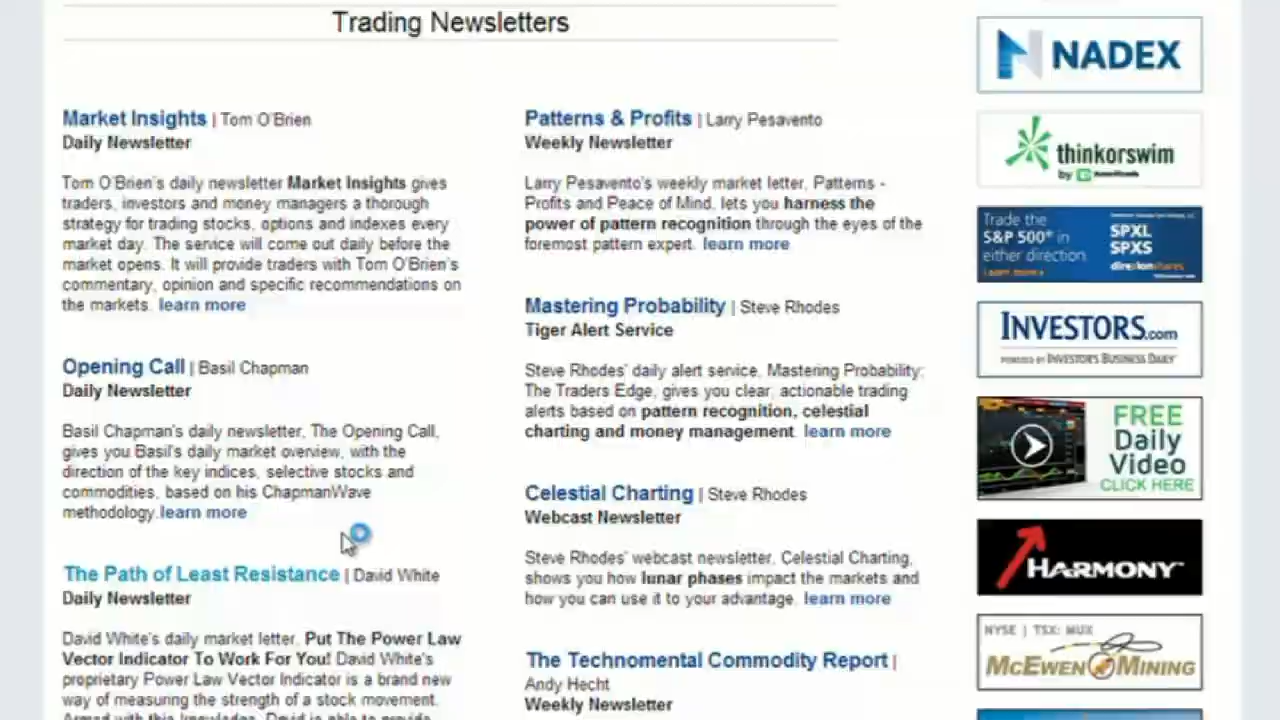 Trading Newsletters
Market Insights | Tom O'Brien
Daily Newsletter
Tom O'Brien's daily newsletter Market Insights gives
traders, investors and money managers a thorough
strategy for trading stocks, options and indexes every
market day. The service will come out daily before the
market opens. It will provide traders with Tom O'Brien's
commentary, opinion and specific recommendations on
the markets. learn more
Opening Call | Basil Chapman
Daily Newsletter
Basil Chapman's daily newsletter, The Opening Call,
gives you Basil's daily market overview, with the
direction of the key indices, selective stocks and
commodities, based on his ChapmanWave
methodology.learn more
The Path of Least Resistance | David White
Daily Newsletter
David White's daily market letter. Put The Power Law
Vector Indicator To Work For You! David White's
proprietary Power Law Vector Indicator is a brand new
way of measuring the strength of a stock movement.
Patterns & Profits | Larry Pesavento
Weekly Newsletter
Larry Pesavento's weekly market letter, Patterns -
Profits and Peace of Mind, lets you harness the
power of pattern recognition through the eyes of the
foremost pattern expert. learn more
Mastering Probability | Steve Rhodes
Tiger Alert Service
Steve Rhodes' daily alert service, Mastering Probability:
The Traders Edge, gives you clear, actionable trading
alerts based on pattern recognition, celestial
charting and money management. learn more
Celestial Charting | Steve Rhodes
Webcast Newsletter
Steve Rhodes' webcast newsletter, Celestial Charting,
shows you how lunar phases impact the markets and
how you can use it to your advantage. learn more
The Technomental Commodity Report |
Andy Hecht
Weekly Newsletter
NADEX
thinkorswim
by
Trade the
S&P 500® in
either direction
Learn more
SPXL
SPXS
direxionshares
INVESTORS.com
POWERED BY INVESTOR'S BUSINESS DAILY
FREE
Daily
Video
CLICK HERE
HARMONY
NYSE | TSX: MUX
MCEWEN MINING